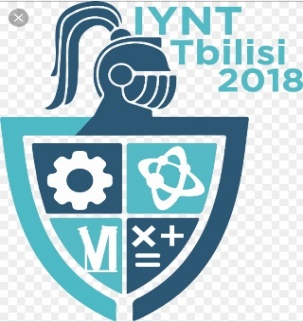 IYNT
Tbilisi
2018
M
×+
=